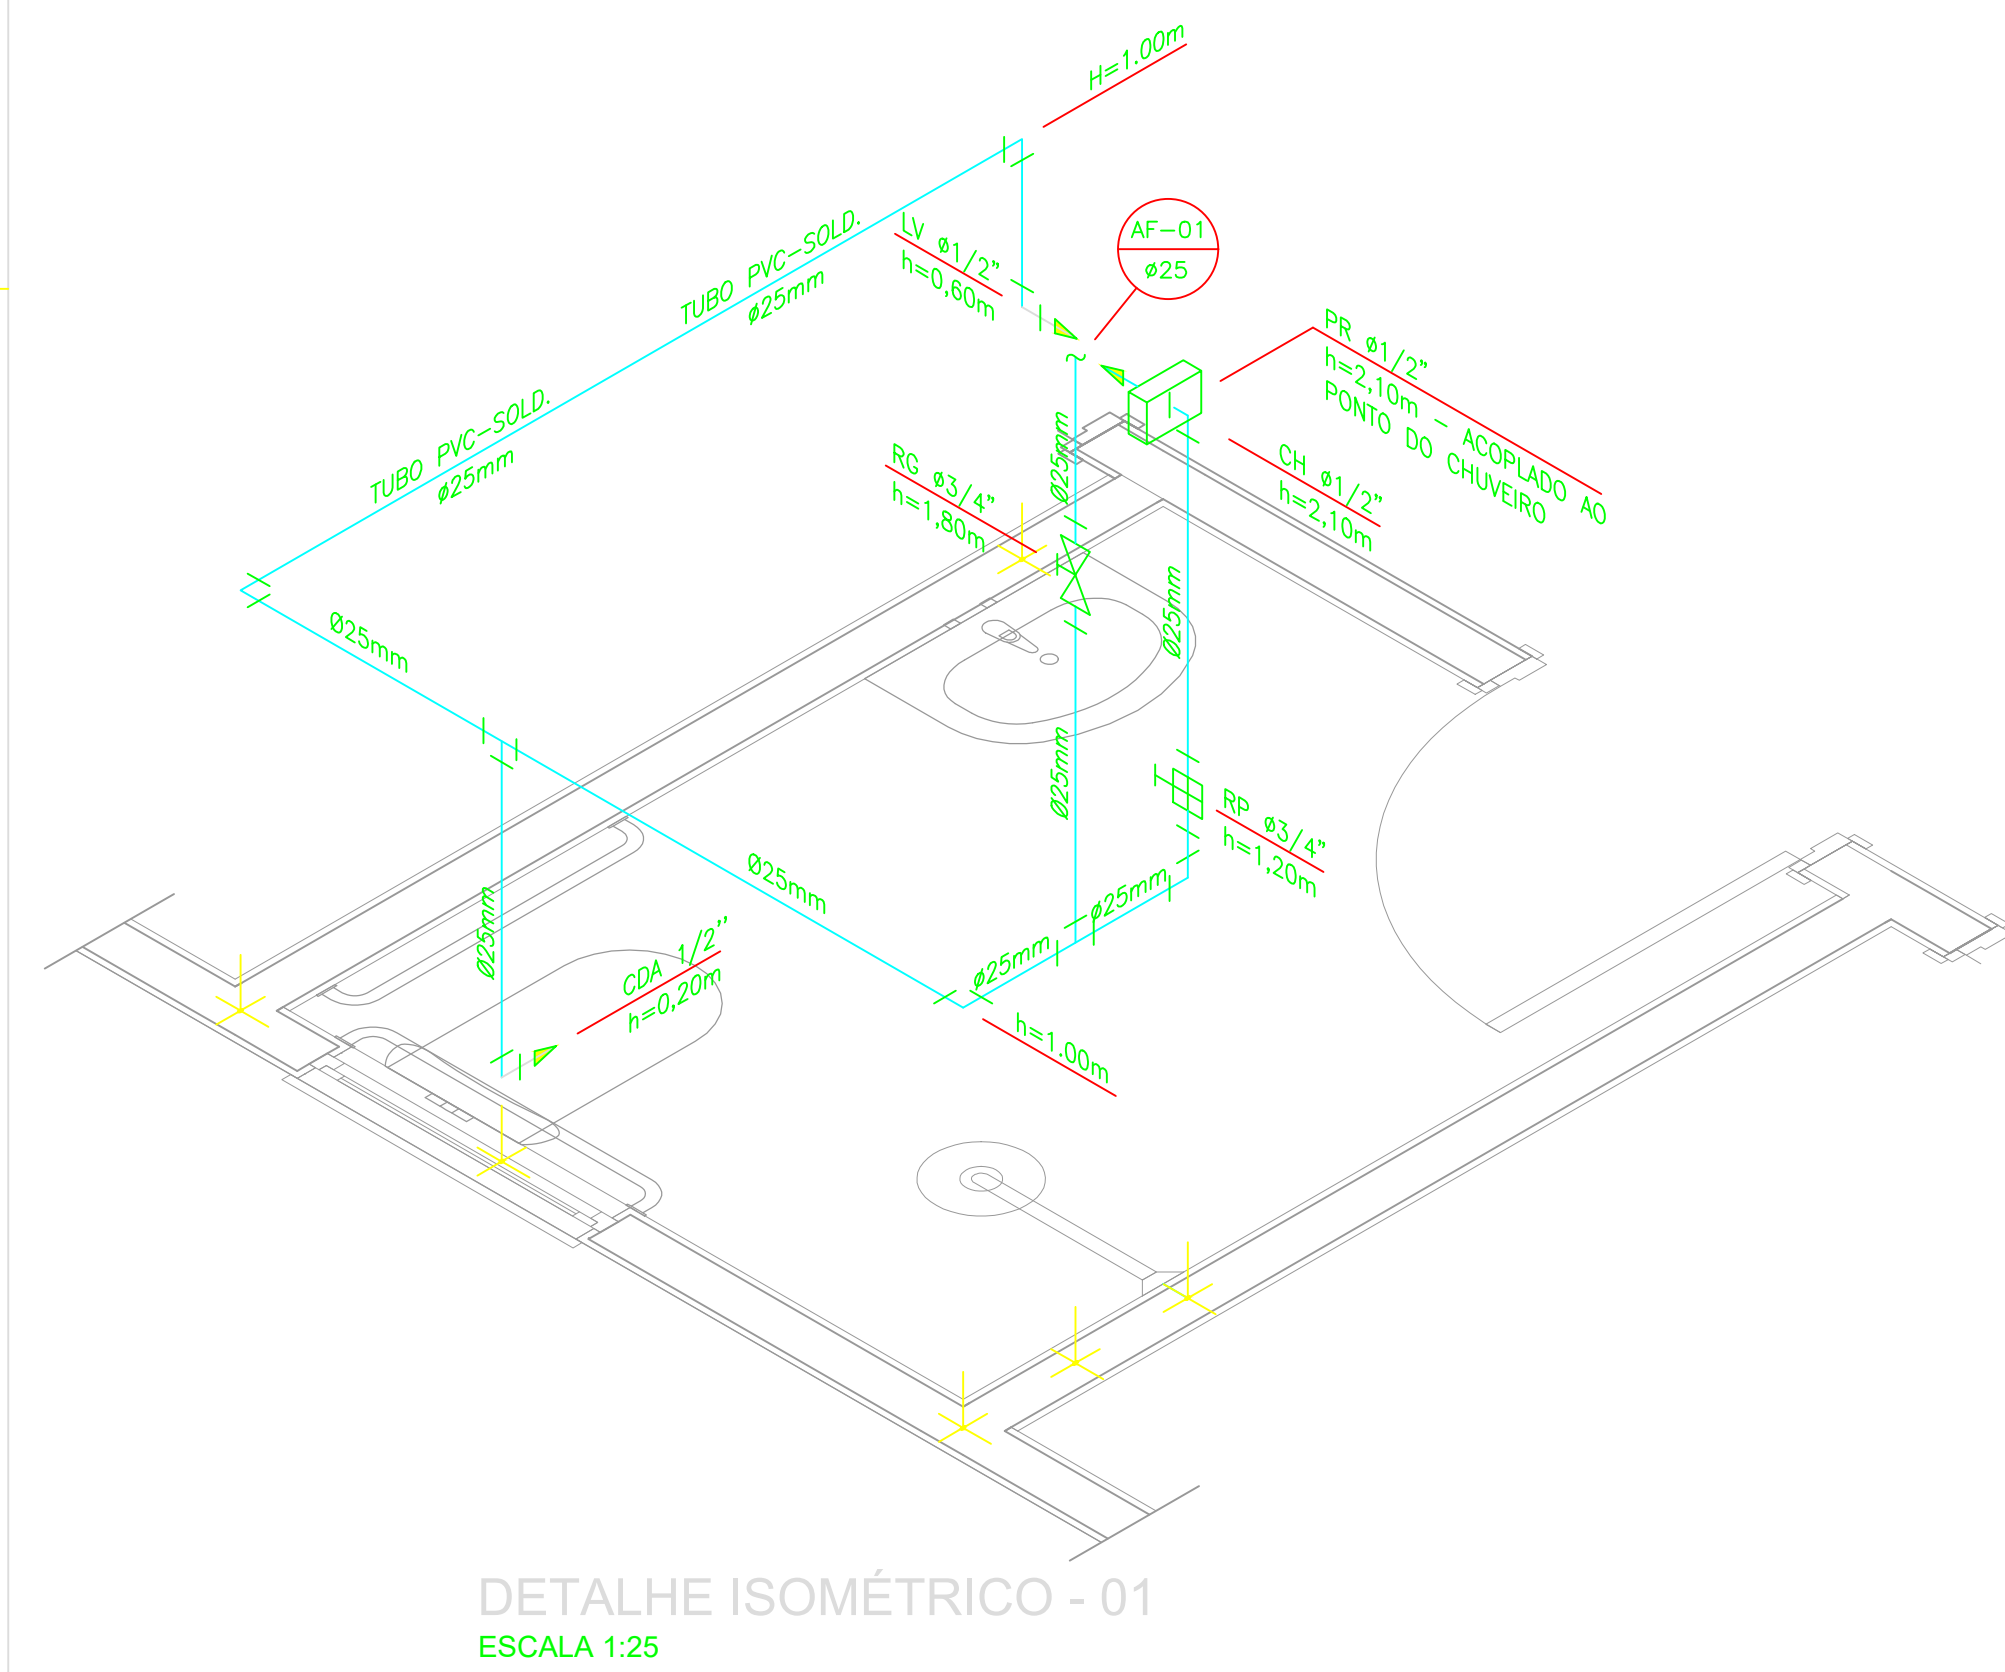 H=1.00m
TUBO PVC-SOLD.
ø25mm
LV ø1/2"
h=0,60m
AF-01
ø25
PR ø1/2"
h=2,10m - ACOPLADO AO
PONTO DO CHUVEIRO
TUBO PVC-SOLD.
ø25mm
RG ø3/4"
h=1,80m
Ø25mm
CH ø1/2"
h=2,10m
Ø25mm
Ø25mm
Ø25mm
RP ø3/4"
h=1,20m
Ø25mm
Ø25mm
CDA 1/2''
h=0,20m
ø25mm
ø25mm
h=1.00m
DETALHE ISOMÉTRICO - 01
ESCALA 1:25